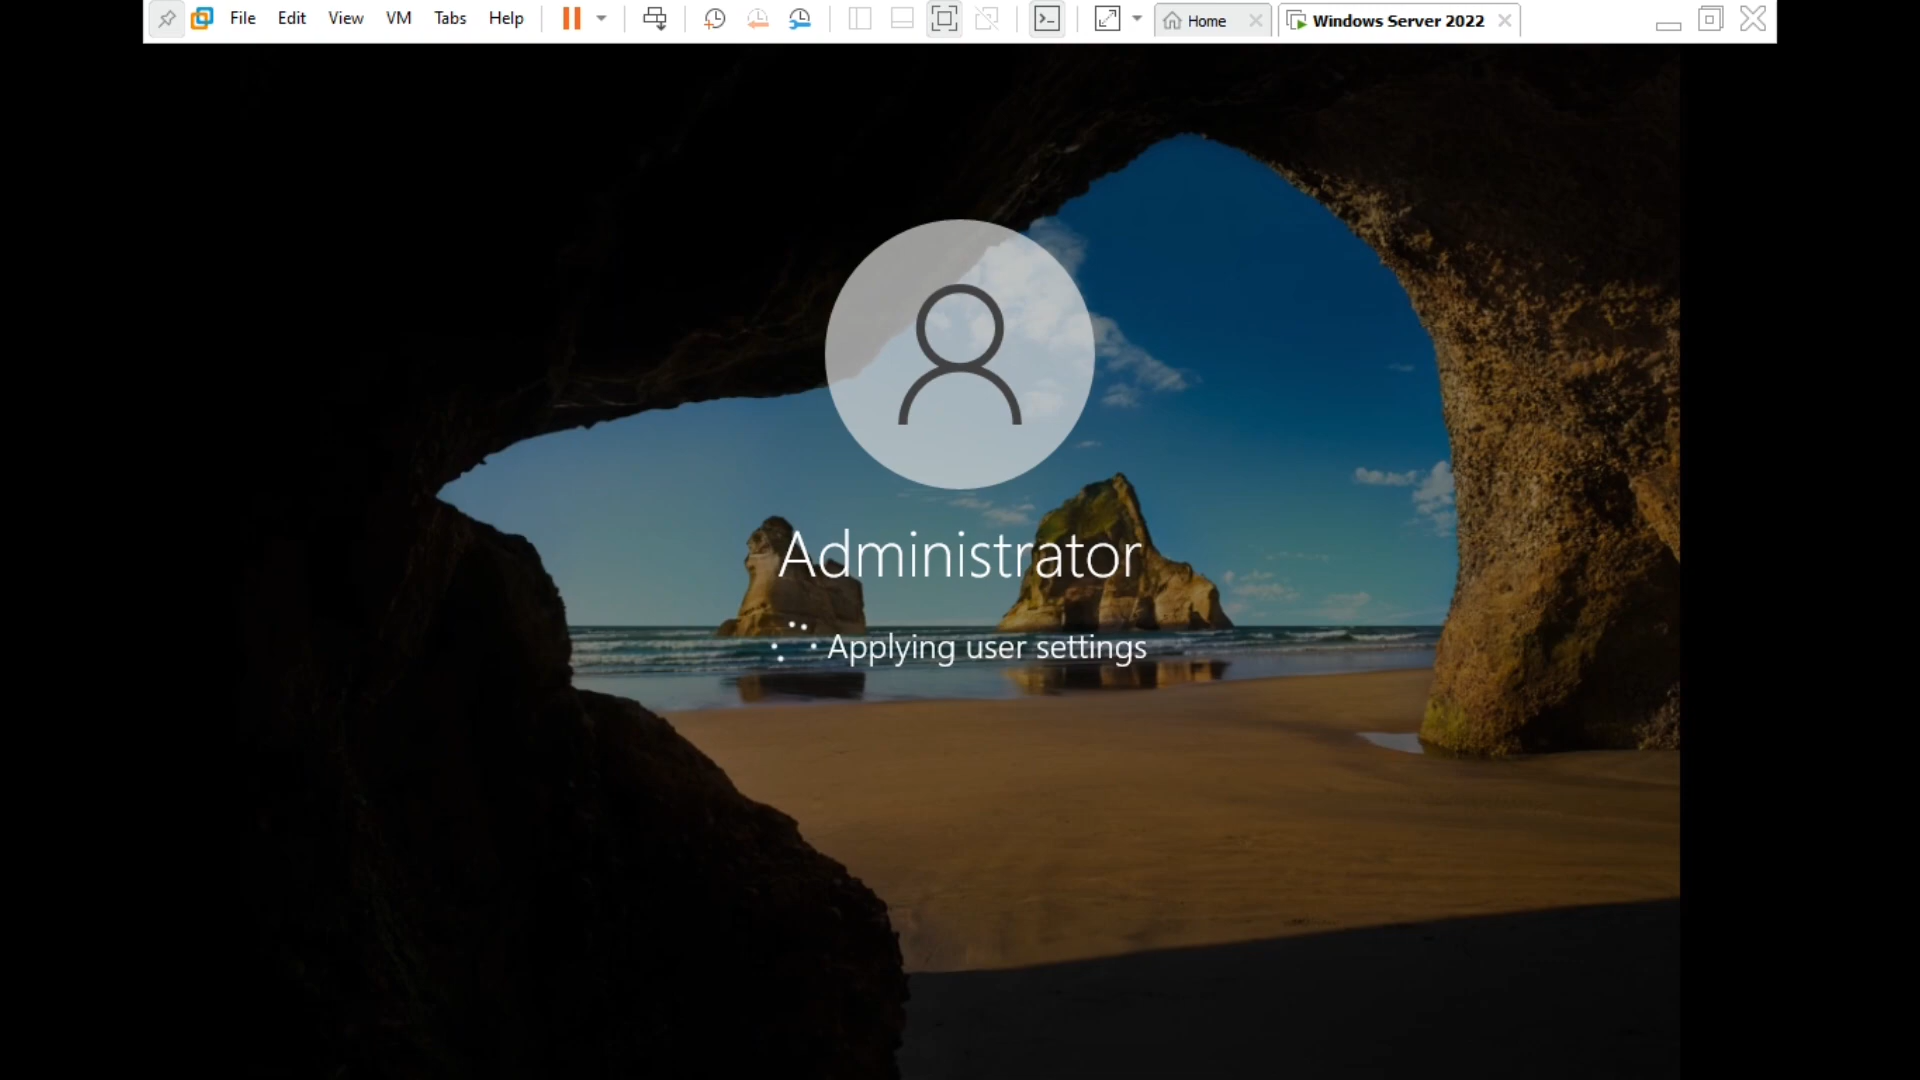 File Edit View VM Tabs Help Home Windows Server 2022
Administrator
Applying user settings